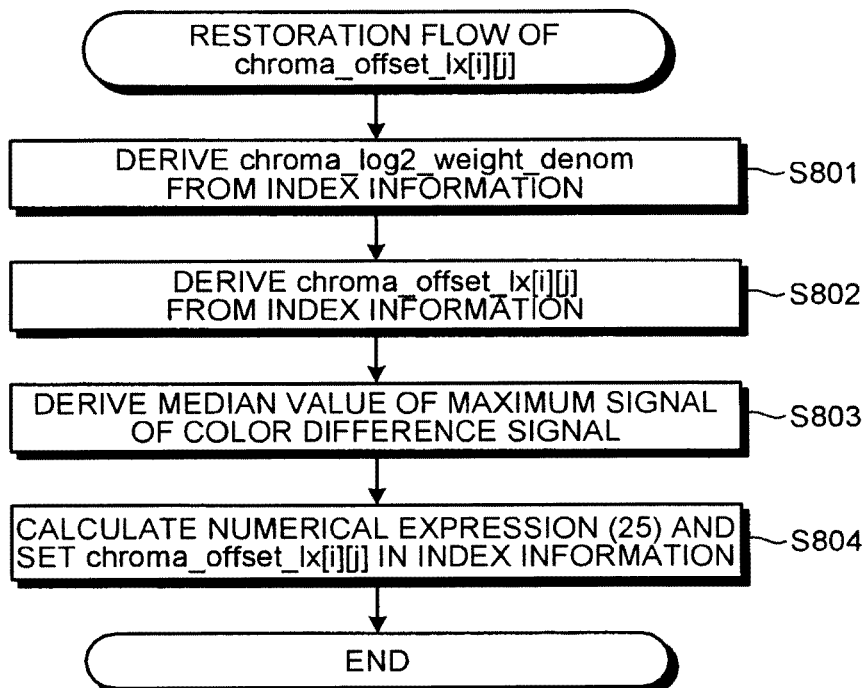 RESTORATION FLOW OF
chroma_offset_lx[i][j]
DERIVE chroma_log2_weight_denom
FROM INDEX INFORMATION
S801
DERIVE chroma_offset_lx[i][j]
FROM INDEX INFORMATION
S802
DERIVE MEDIAN VALUE OF MAXIMUM SIGNAL
OF COLOR DIFFERENCE SIGNAL
S803
CALCULATE NUMERICAL EXPRESSION (25) AND
SET chroma_offset_lx[i][j] IN INDEX INFORMATION
S804
END